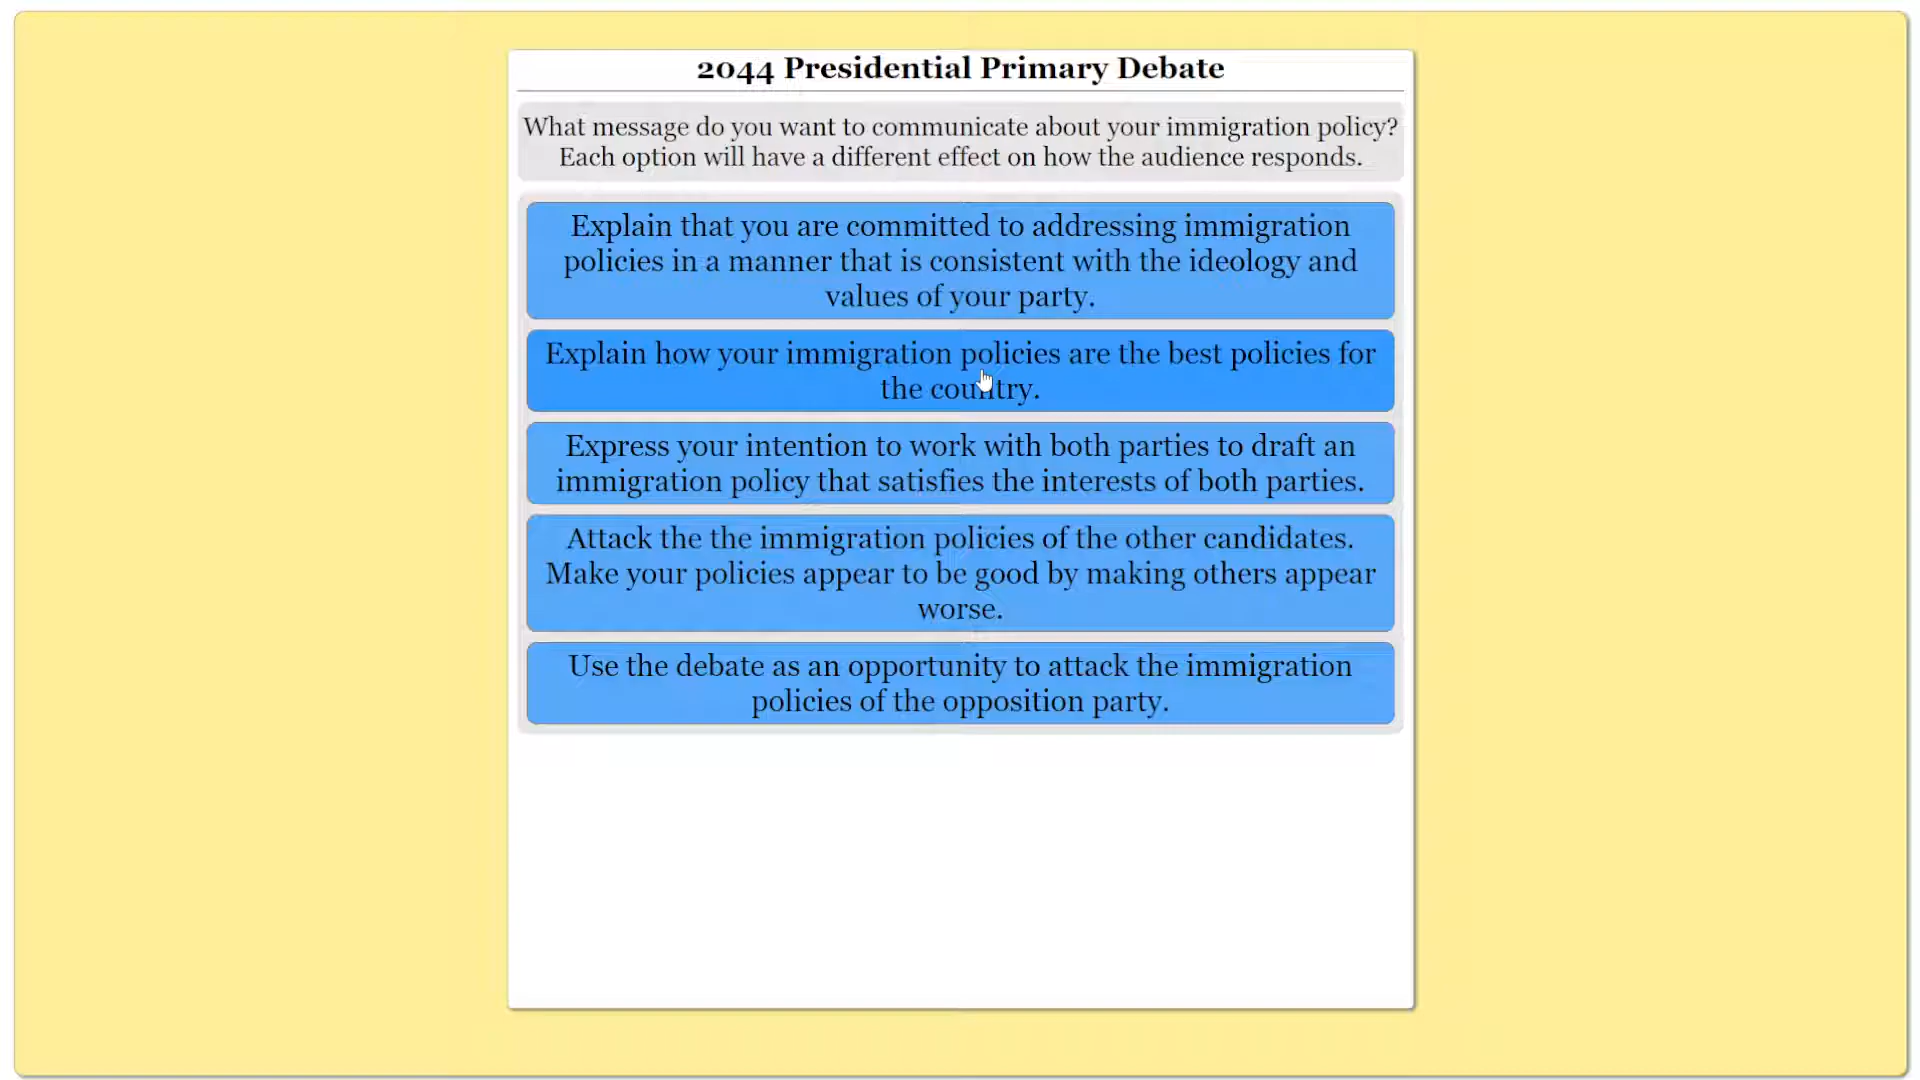 2044 Presidential Primary Debate
What message do you want to communicate about your immigration policy?
Each option will have a different effect on how the audience responds.
Explain that you are committed to addressing immigration
policies in a manner that is consistent with the ideology and
values of your party.
Explain how your immigration policies are the best policies for
the country.
Express your intention to work with both parties to draft an
immigration policy that satisfies the interests of both parties.
Attack the the immigration policies of the other candidates.
Make your policies appear to be good by making others appear
worse.
Use the debate as an opportunity to attack the immigration
policies of the opposition party.